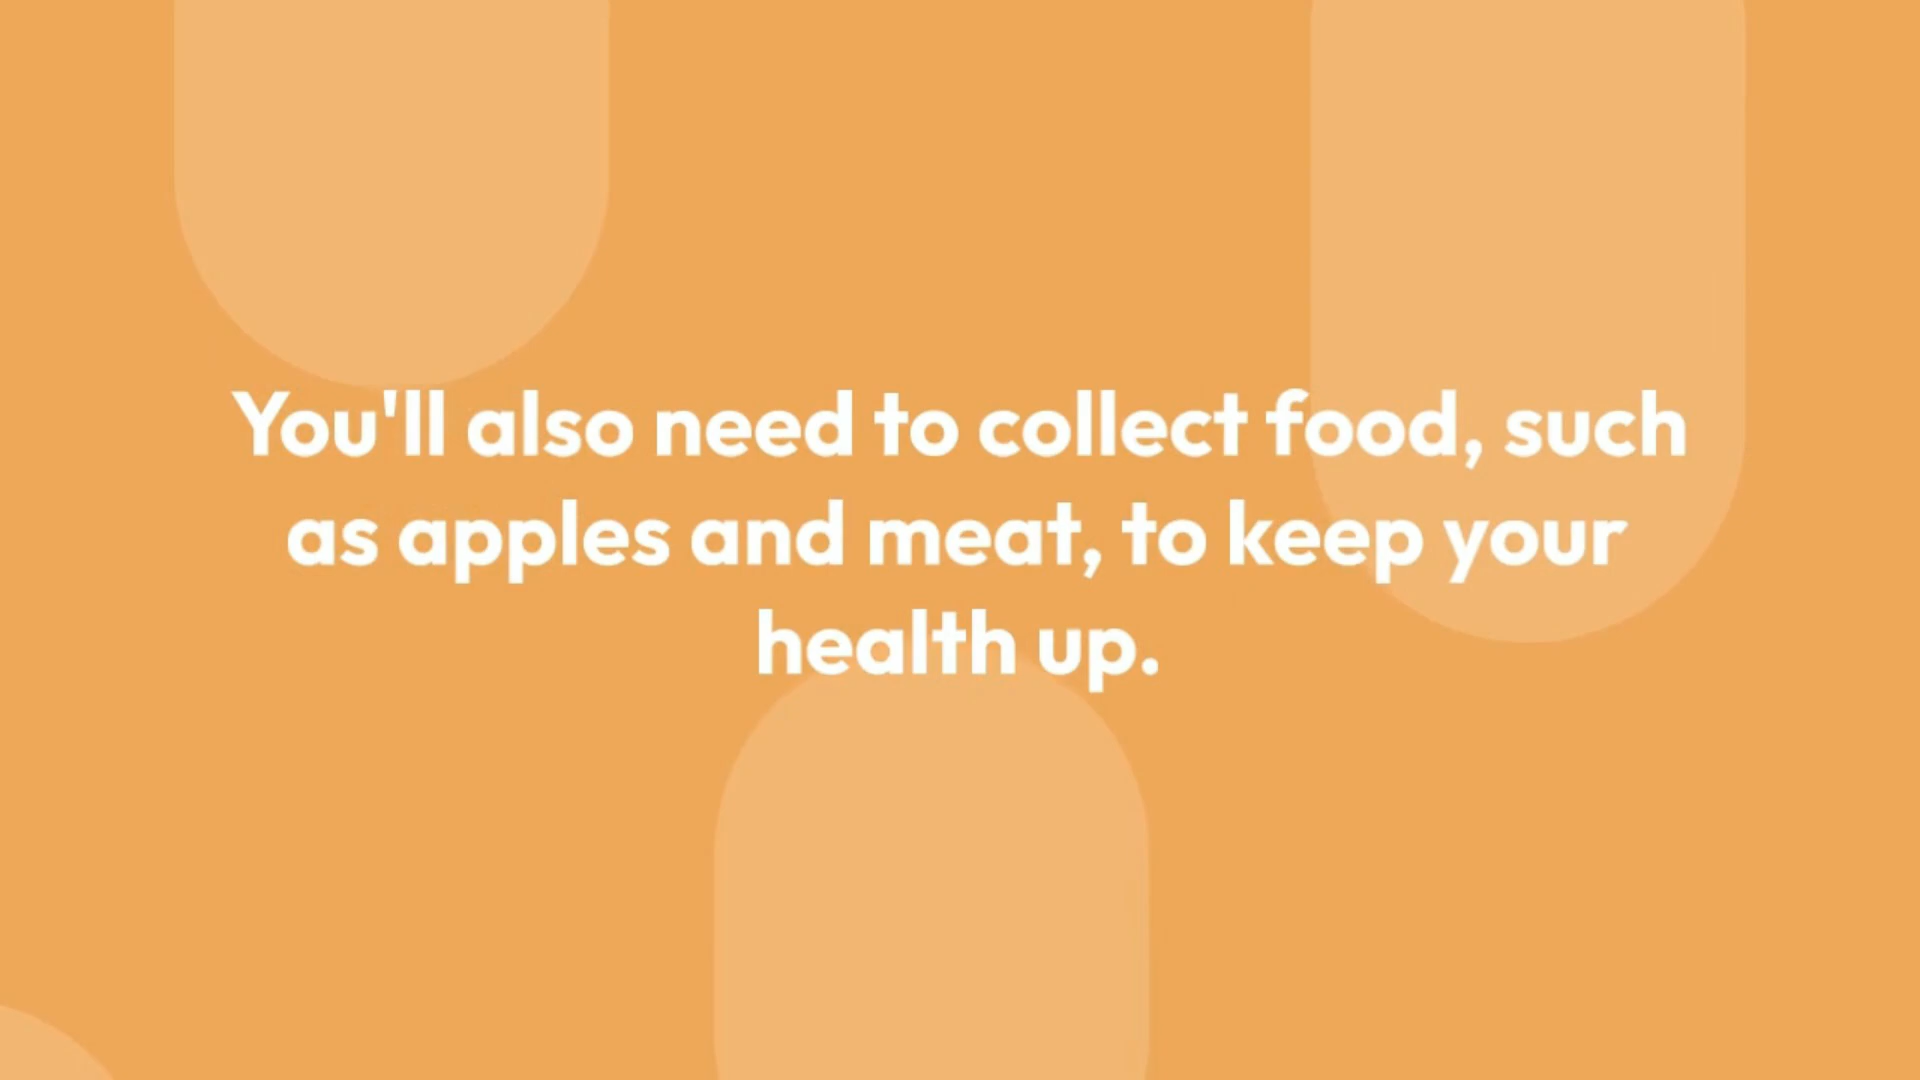 You'll also need to collect food, such
as apples and meat, to keep your
health up.